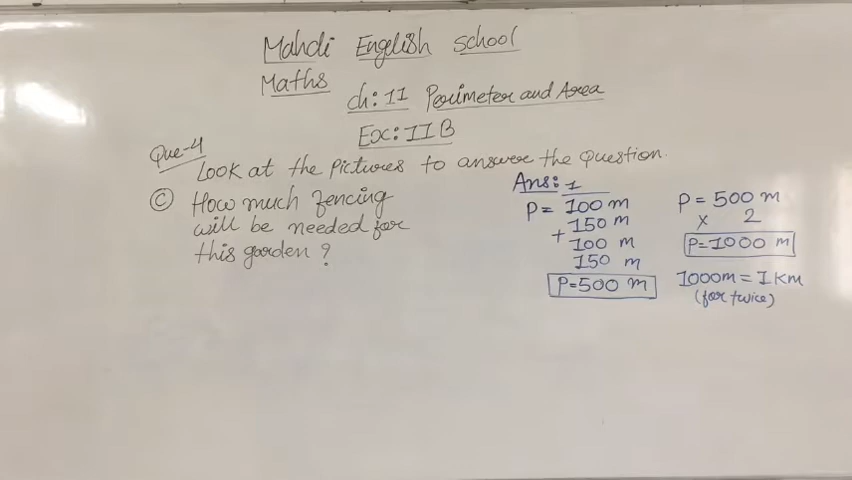 Mahdi English School
Maths
ch: 11 Perimeter and Area
Ex: II B
Que-4
Look at the pictures to answer the question.
© How much fencing
will be needed for
this garden ?
Ans: 1
P = 100 m
150 m
+ 100 m
150 m
P=500 m
P = 500 m
x 2
P=1000 m
1000m = 1 Km
(for twice)